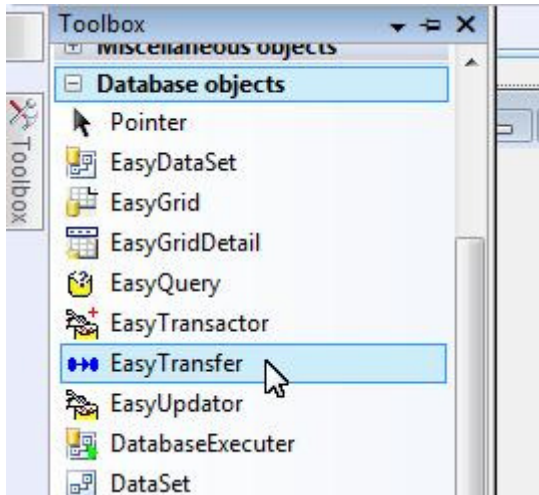 Toolbox
Miscellaneous objects
Database objects
Pointer
Toolbox
EasyDataSet
EasyGrid
EasyGridDetail
EasyQuery
EasyTransactor
EasyTransfer
EasyUpdator
DatabaseExecuter
DataSet